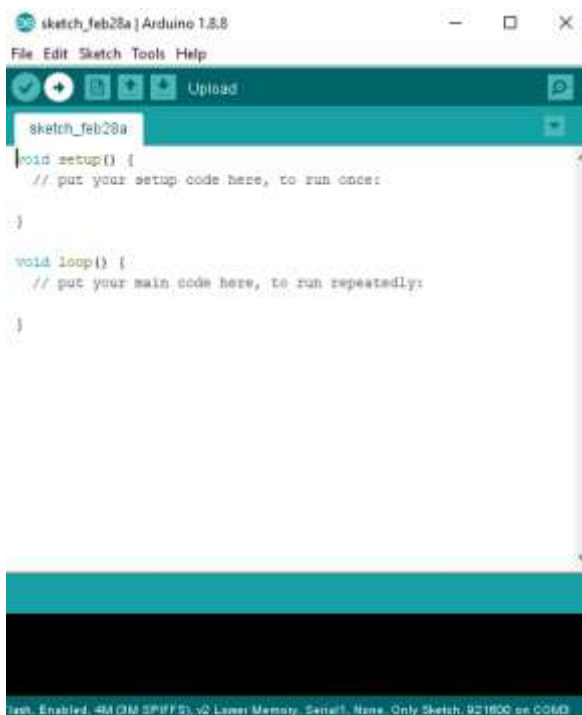 sketch_feb28a | Arduino 1.8.8
File Edit Sketch Tools Help
Upload
sketch_feb28a
void setup() {
// put your setup code here, to run once:
}
void loop() {
// put your main code here, to run repeatedly:
}
Flash, Enabled, 4M (3M SPIFFS), v2 Lower Memory, Serial1, None, Only Sketch, 921600 on COM3